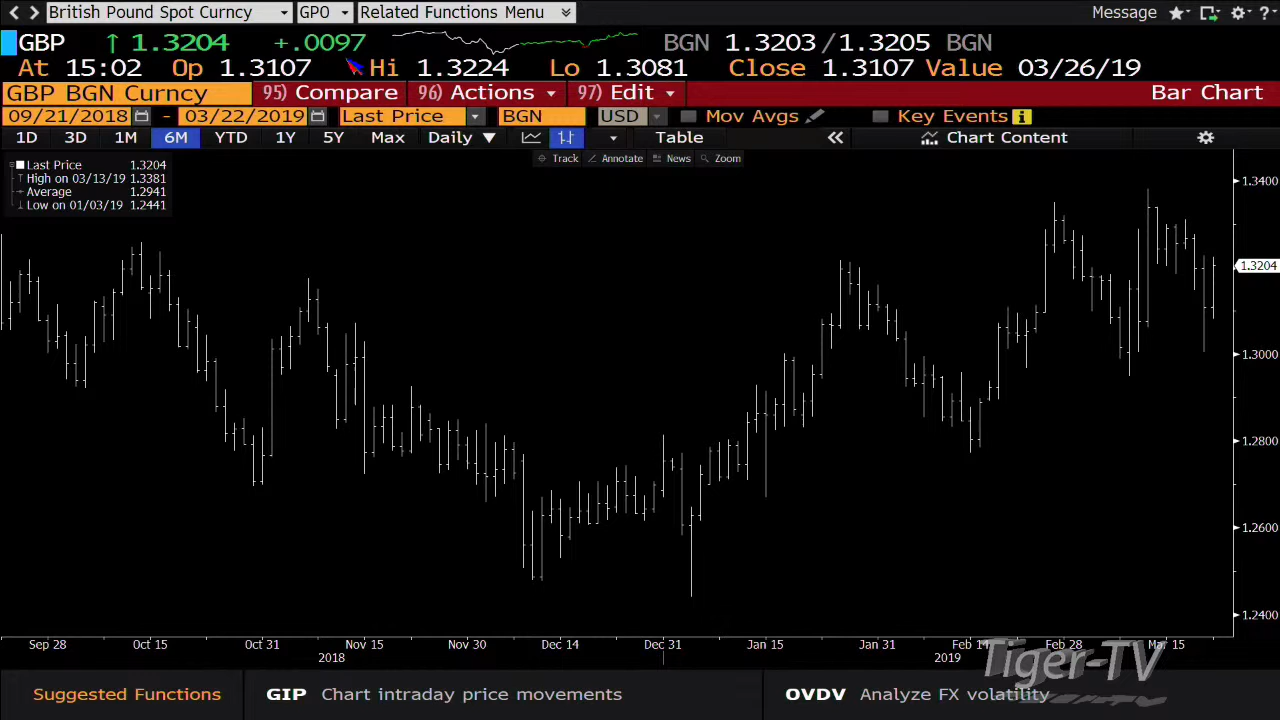 British Pound Spot Curncy GPO Related Functions Menu Message ?
GBP ↑ 1.3204 +.0097 BGN 1.3203/1.3205 BGN
At 15:02 Op 1.3107 Hi 1.3224 Lo 1.3081 Close 1.3107 Value 03/26/19
GBP BGN Curncy 95) Compare 96) Actions 97) Edit Bar Chart
09/21/2018 - 03/22/2019 Last Price BGN USD Mov Avgs Key Events i
1D 3D 1M 6M YTD 1Y 5Y Max Daily ▼ Table « Chart Content
Track Annotate News Zoom
Last Price 1.3204
High on 03/13/19 1.3381
Average 1.2941
Low on 01/03/19 1.2441
1.3400
1.3204
1.3000
1.2800
1.2600
1.2400
Sep 28 Oct 15 Oct 31 Nov 15 Nov 30 Dec 14 Dec 31 Jan 15 Jan 31 Feb 14 Feb 28 Mar 15
2018 2019
Tiger-TV
Suggested Functions GIP Chart intraday price movements OVDV Analyze FX volatility